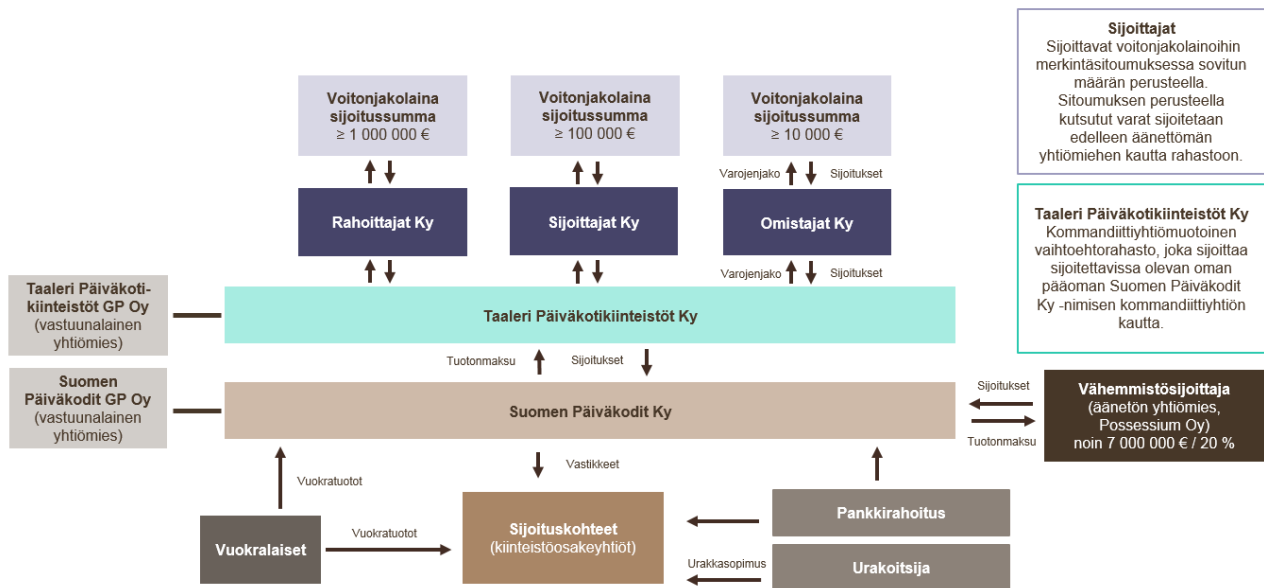 Sijoittajat
Sijoittavat voitonjakolainoihin
merkintäsitoumuksessa sovitun
määrän perusteella.
Sitoumuksen perusteella
kutsutut varat sijoitetaan
edelleen äänettömän
yhtiömiehen kautta rahastoon.
Voitonjakolaina
sijoitussumma
≥ 1 000 000 €
Voitonjakolaina
sijoitussumma
≥ 100 000 €
Voitonjakolaina
sijoitussumma
≥ 10 000 €
Varojenjako
Sijoitukset
Rahoittajat Ky
Sijoittajat Ky
Omistajat Ky
Varojenjako
Sijoitukset
Taaleri Päiväkotikiinteistöt Ky
Kommandiittiyhtiömuotoinen
vaihtoehtorahasto, joka sijoittaa
sijoitettavissa olevan oman
pääoman Suomen Päiväkodit
Ky -nimisen kommandiittiyhtiön
kautta.
Taaleri Päiväkoti-
kiinteistöt GP Oy
(vastuunalainen
yhtiömies)
Taaleri Päiväkotikiinteistöt Ky
Tuotonmaksu
Sijoitukset
Suomen
Päiväkodit GP Oy
(vastuunalainen
yhtiömies)
Suomen Päiväkodit Ky
Sijoitukset
Tuotonmaksu
Vähemmistösijoittaja
(äänetön yhtiömies,
Possessium Oy)
noin 7 000 000 € / 20 %
Vuokratuotot
Vastikkeet
Vuokralaiset
Vuokratuotot
Sijoituskohteet
(kiinteistöosakeyhtiöt)
Pankkirahoitus
Urakkasopimus
Urakoitsija